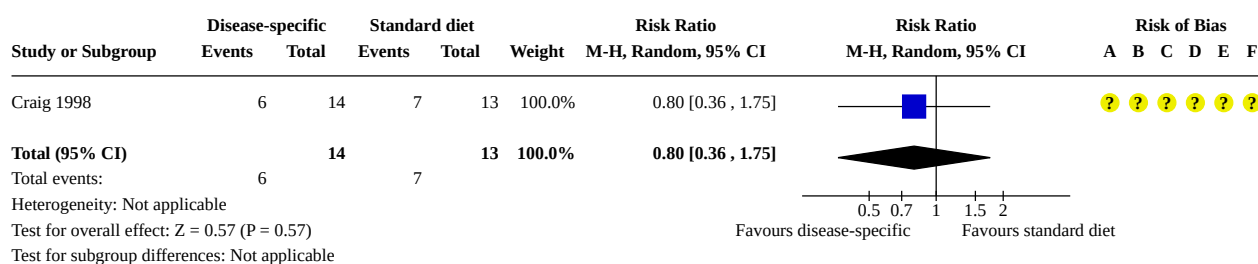 Disease-specific Standard diet Risk Ratio Risk Ratio Risk of Bias
Study or Subgroup Events Total Events Total Weight M-H, Random, 95% CI M-H, Random, 95% CI A B C D E F
Craig 1998 6 14 7 13 100.0% 0.80 [0.36 , 1.75] ? ? ? ? ? ?
Total (95% CI) 14 13 100.0% 0.80 [0.36 , 1.75]
Total events: 6 7
Heterogeneity: Not applicable
0.5 0.7 1 1.5 2
Test for overall effect: Z = 0.57 (P = 0.57) Favours disease-specific Favours standard diet
Test for subgroup differences: Not applicable